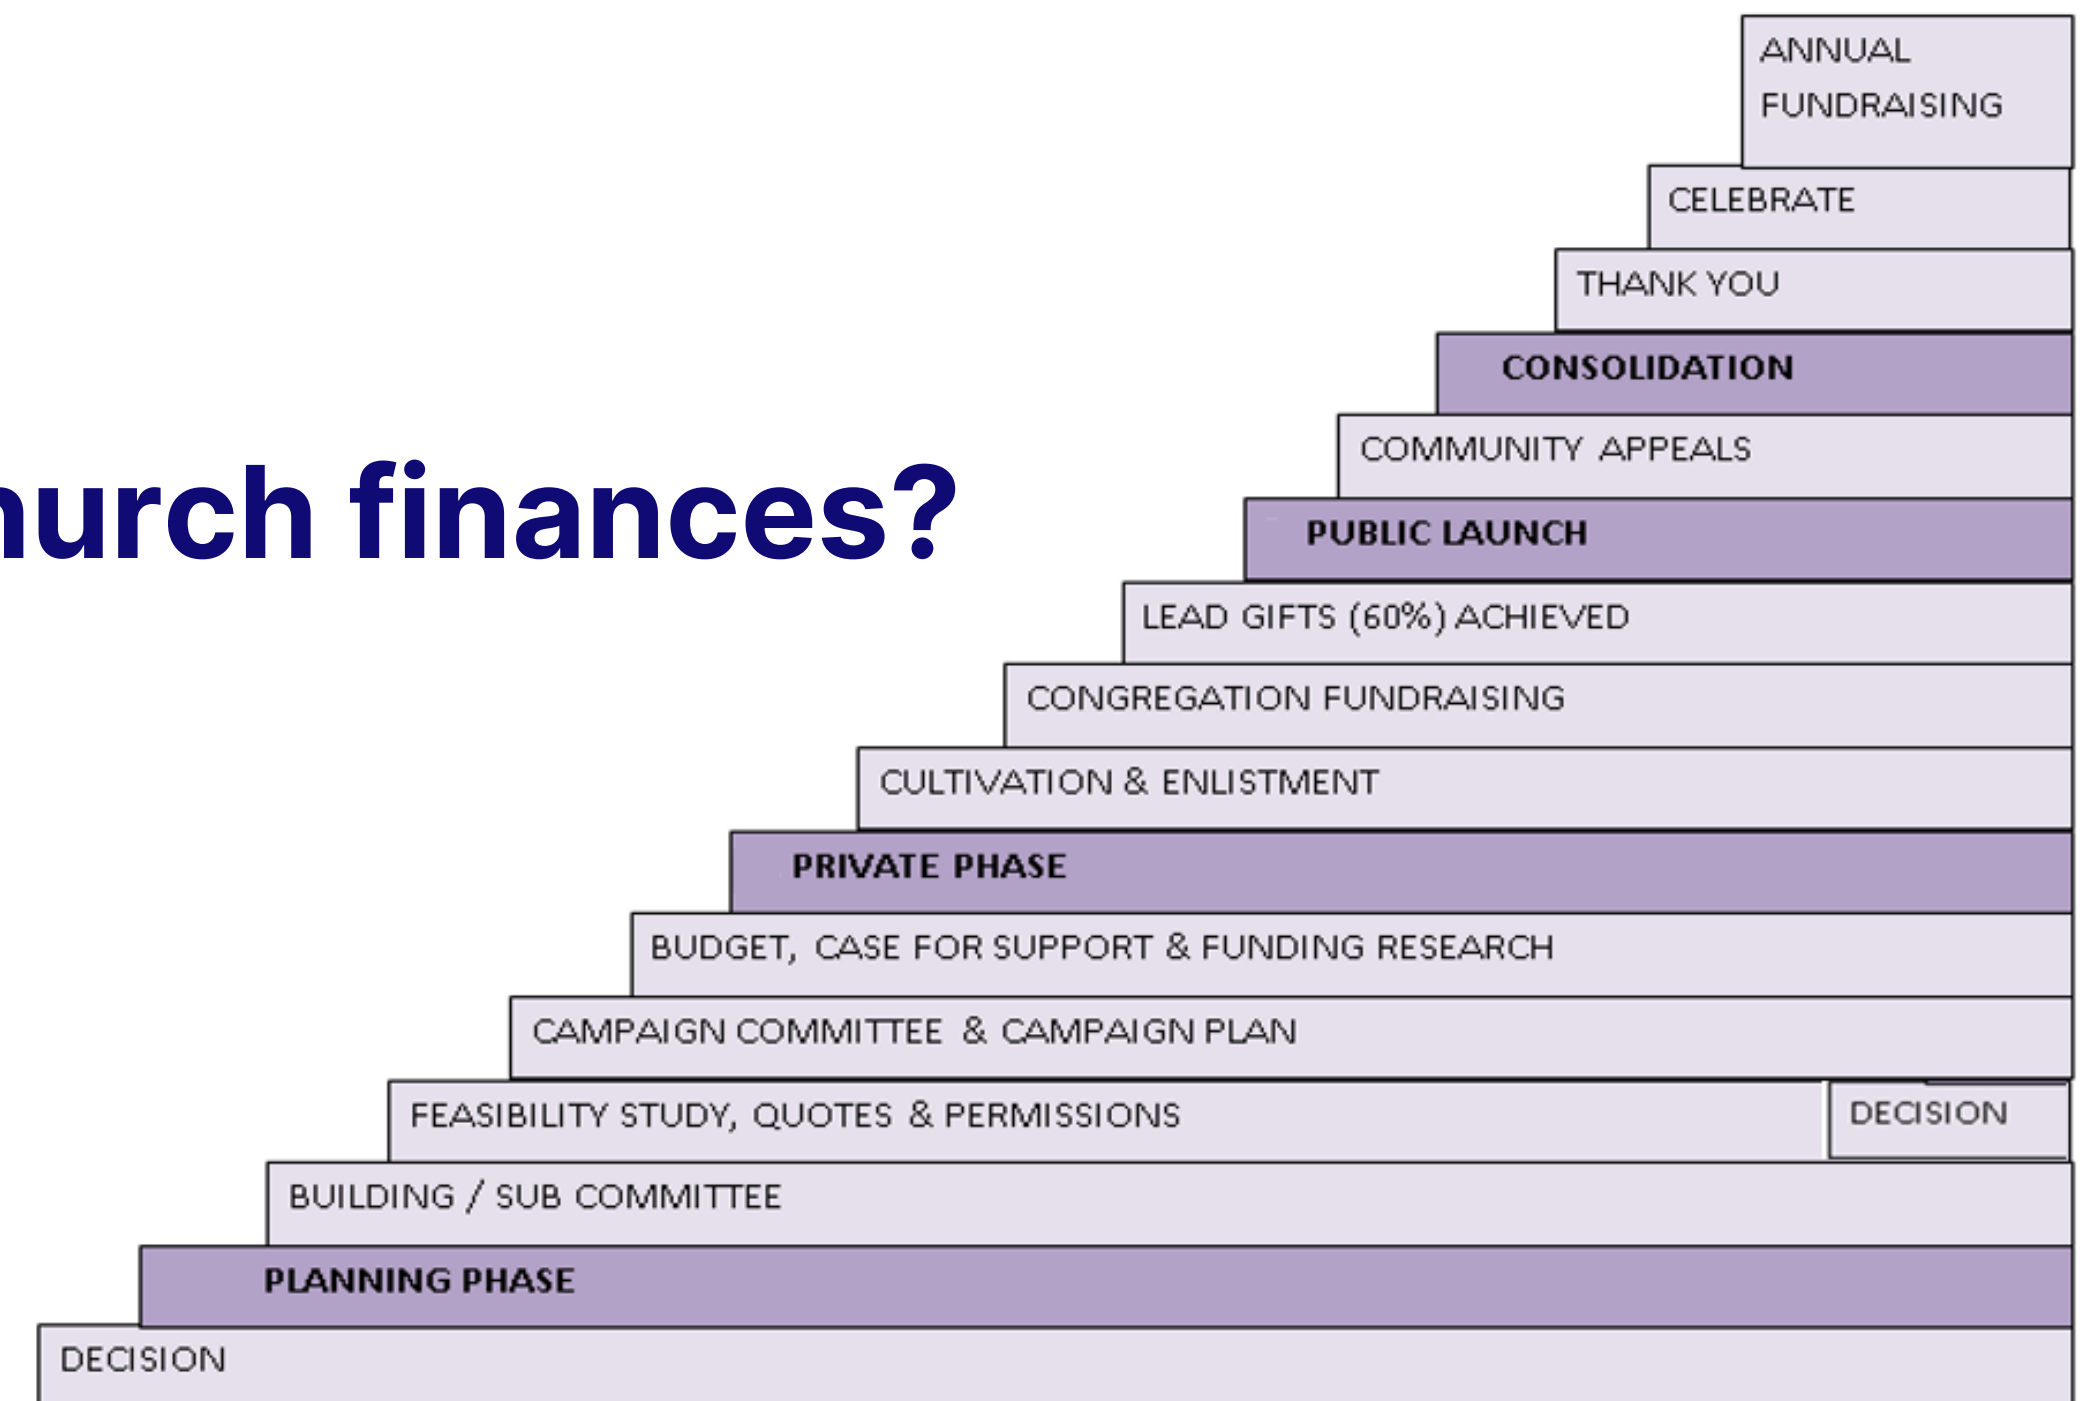 ANNUAL
FUNDRAISING
CELEBRATE
THANK YOU
CONSOLIDATION
COMMUNITY APPEALS
finances?
PUBLIC LAUNCH
LEAD GIFTS (60%) ACHIEVED
CONGREGATION FUNDRAISING
CULTIVATION & ENLISTMENT
PRIVATE PHASE
BUDGET, CASE FOR SUPPORT & FUNDING RESEARCH
CAMPAIGN COMMITTEE & CAMPAIGN PLAN
FEASIBILITY STUDY, QUOTES & PERMISSIONS
DECISION
BUILDING / SUB COMMITTEE
PLANNING PHASE
DECISION